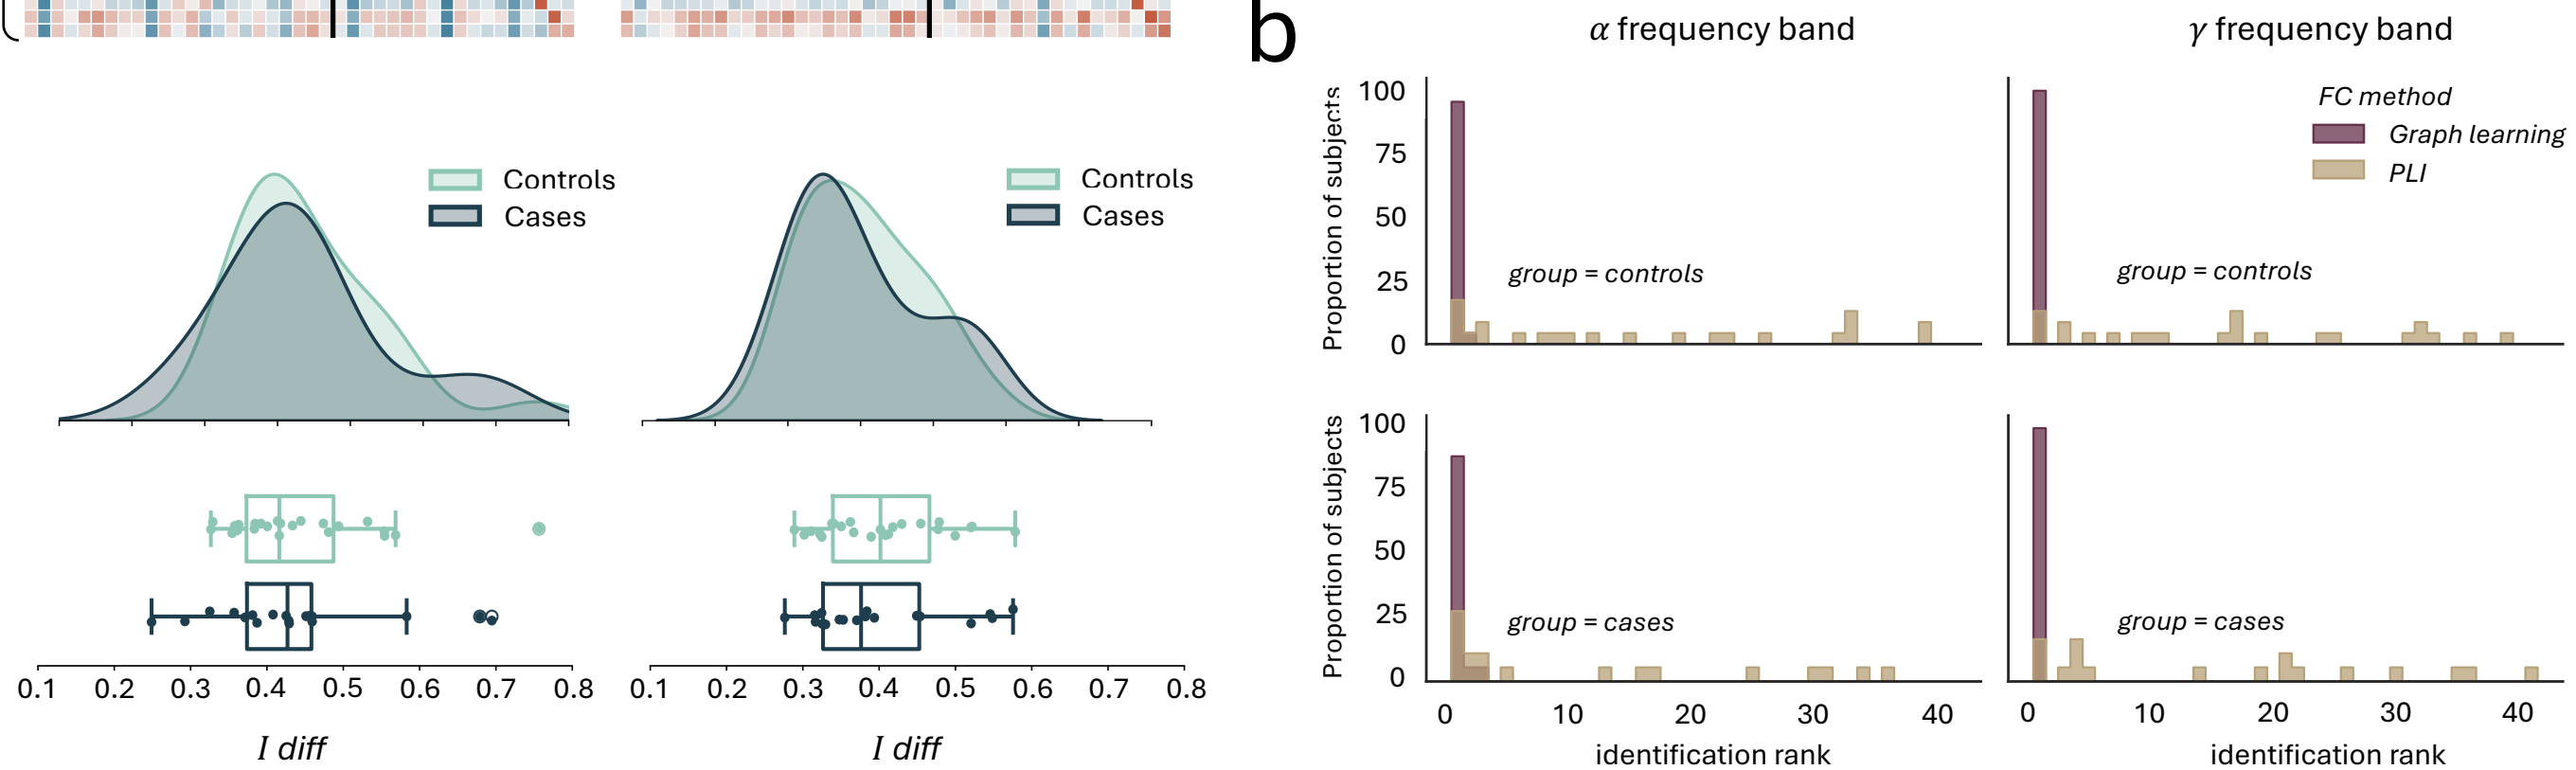 b
α frequency band
γ frequency band
Controls
Cases
0.1 0.2 0.3 0.4 0.5 0.6 0.7 0.8
I diff
Controls
Cases
0.1 0.2 0.3 0.4 0.5 0.6 0.7 0.8
I diff
Proportion of subjects
100
75
50
25
0
group = controls
FC method
Graph learning
PLI
group = controls
Proportion of subjects
100
75
50
25
0
group = cases
0 10 20 30 40
identification rank
group = cases
0 10 20 30 40
identification rank